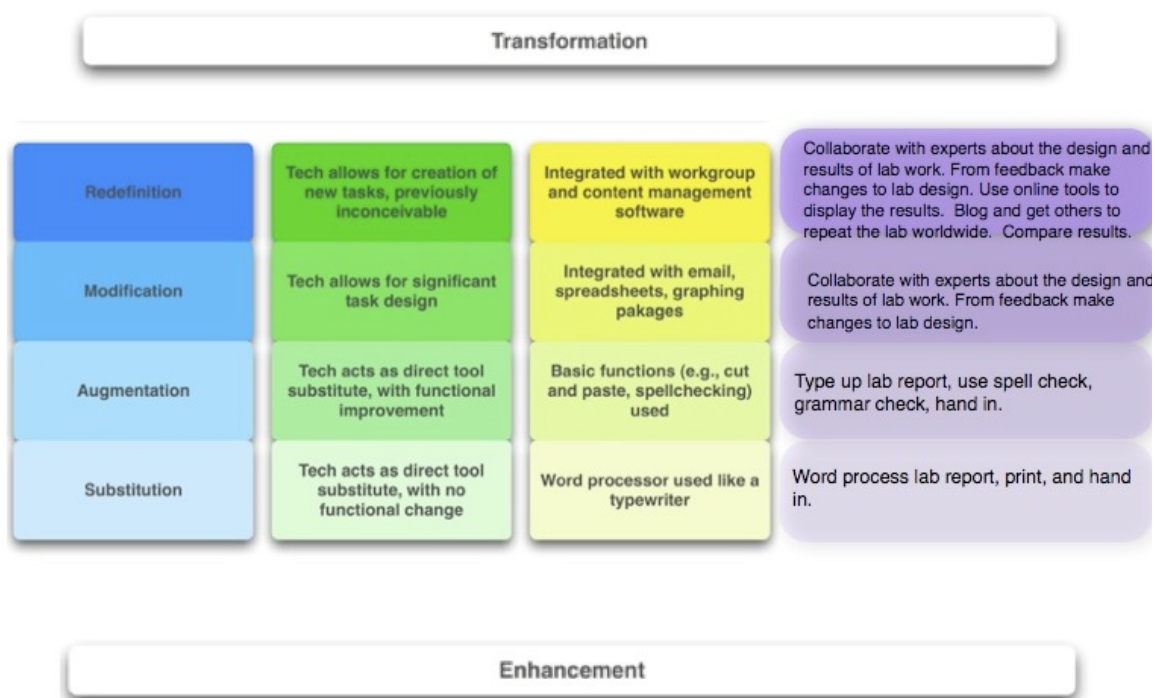 Transformation
Redefinition
Tech allows for creation of
new tasks, previously
inconceivable
Integrated with workgroup
and content management
software
Collaborate with experts about the design and
results of lab work. From feedback make
changes to lab design. Use online tools to
display the results. Blog and get others to
repeat the lab worldwide. Compare results.
Modification
Tech allows for significant
task design
Integrated with email,
spreadsheets, graphing
pakages
Collaborate with experts about the design and
results of lab work. From feedback make
changes to lab design.
Augmentation
Tech acts as direct tool
substitute, with functional
improvement
Basic functions (e.g., cut
and paste, spellchecking)
used
Type up lab report, use spell check,
grammar check, hand in.
Substitution
Tech acts as direct tool
substitute, with no
functional change
Word processor used like a
typewriter
Word process lab report, print, and hand
in.
Enhancement